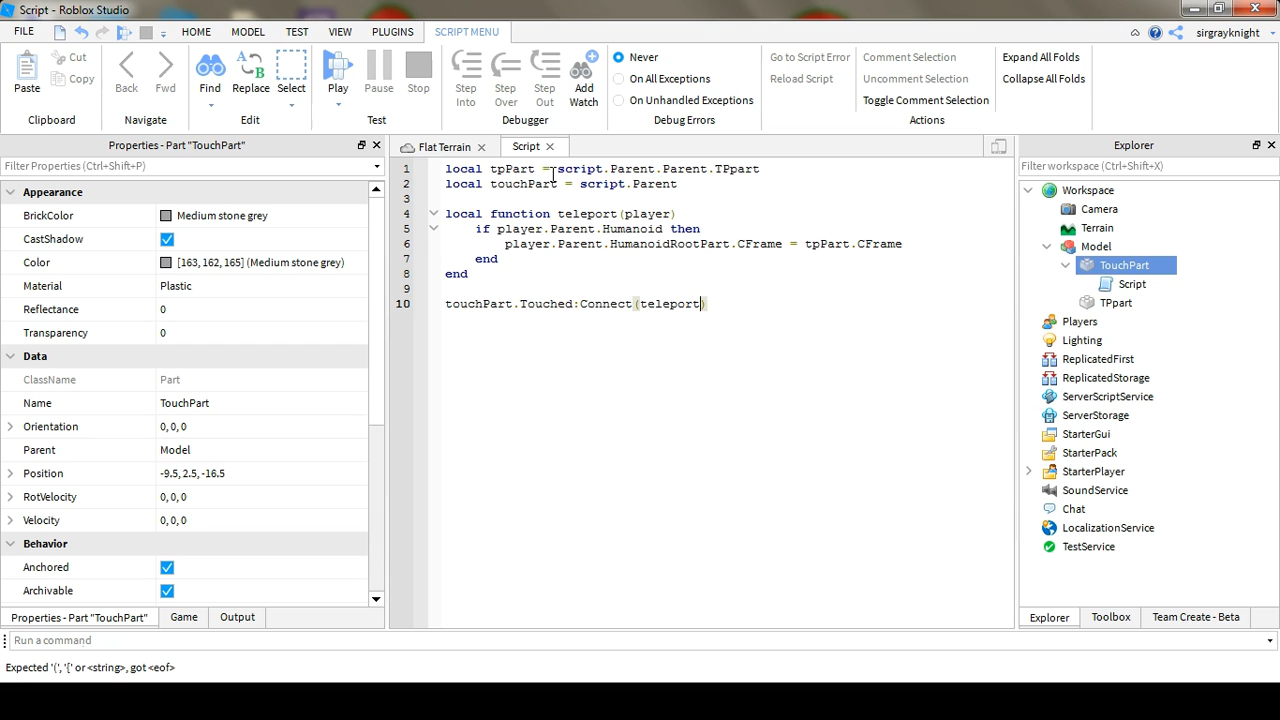 Script - Roblox Studio
FILE HOME MODEL TEST VIEW PLUGINS SCRIPT MENU sirgrayknight
Paste
Cut
Copy
Clipboard
Back
Fwd
Navigate
Find
Replace
Select
Edit
Play
Pause
Stop
Test
Step
Into
Step
Over
Step
Out
Add
Watch
Debugger
Never
On All Exceptions
On Unhandled Exceptions
Debug Errors
Go to Script Error
Reload Script
Comment Selection
Uncomment Selection
Toggle Comment Selection
Actions
Expand All Folds
Collapse All Folds
Properties - Part "TouchPart"
Filter Properties (Ctrl+Shift+P)
Appearance
BrickColor Medium stone grey
CastShadow
Color [163, 162, 165] (Medium stone grey)
Material Plastic
Reflectance 0
Transparency 0
Data
ClassName Part
Name TouchPart
Orientation 0, 0, 0
Parent Model
Position -9.5, 2.5, -16.5
RotVelocity 0, 0, 0
Velocity 0, 0, 0
Behavior
Anchored
Archivable
Properties - Part "TouchPart" Game Output
Flat Terrain Script
1 local tpPart = script.Parent.Parent.TPpart
2 local touchPart = script.Parent
3
4 local function teleport(player)
5 if player.Parent.Humanoid then
6 player.Parent.HumanoidRootPart.CFrame = tpPart.CFrame
7 end
8 end
9
10 touchPart.Touched:Connect(teleport)
Explorer
Filter workspace (Ctrl+Shift+X)
Workspace
Camera
Terrain
Model
TouchPart
Script
TPpart
Players
Lighting
ReplicatedFirst
ReplicatedStorage
ServerScriptService
ServerStorage
StarterGui
StarterPack
StarterPlayer
SoundService
Chat
LocalizationService
TestService
Explorer Toolbox Team Create - Beta
Run a command
Expected '(', '{' or <string>, got <eof>